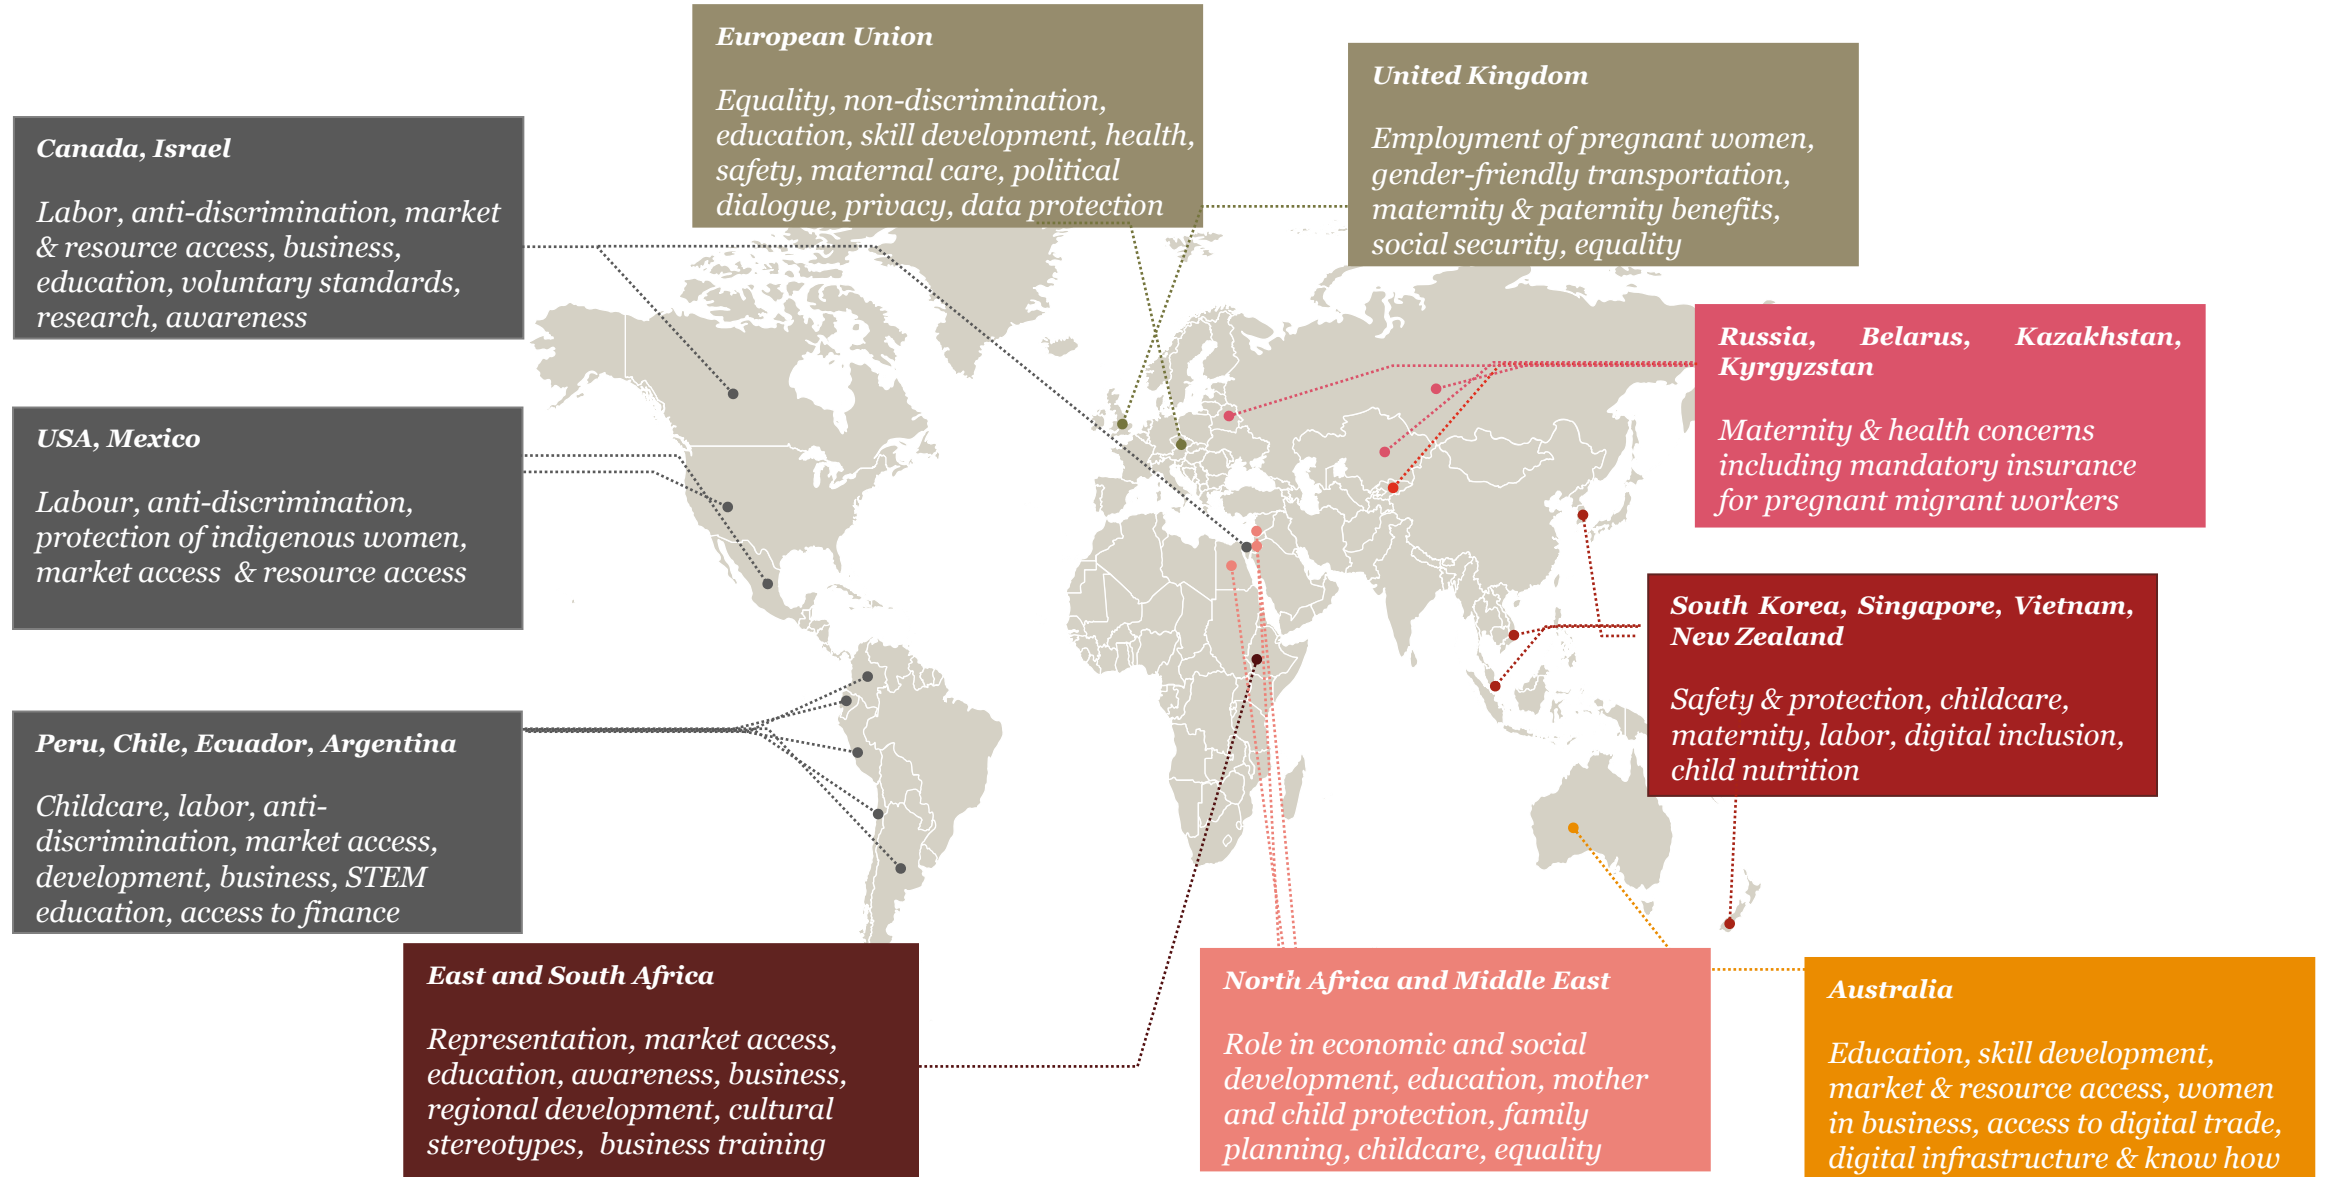 European Union
Equality, non-discrimination,
education, skill development, health,
safety, maternal care, political
dialogue, privacy, data protection
United Kingdom
Employment of pregnant women,
gender-friendly transportation,
maternity & paternity benefits,
social security, equality
Canada, Israel
Labor, anti-discrimination, market
& resource access, business,
education, voluntary standards,
research, awareness
Russia, Belarus, Kazakhstan,
Kyrgyzstan
Maternity & health concerns
including mandatory insurance
for pregnant migrant workers
USA, Mexico
Labour, anti-discrimination,
protection of indigenous women,
market access & resource access
South Korea, Singapore, Vietnam,
New Zealand
Safety & protection, childcare,
maternity, labor, digital inclusion,
child nutrition
Peru, Chile, Ecuador, Argentina
Childcare, labor, anti-
discrimination, market access,
development, business, STEM
education, access to finance
East and South Africa
Representation, market access,
education, awareness, business,
regional development, cultural
stereotypes, business training
North Africa and Middle East
Role in economic and social
development, education, mother
and child protection, family
planning, childcare, equality
Australia
Education, skill development,
market & resource access, women
in business, access to digital trade,
digital infrastructure & know how